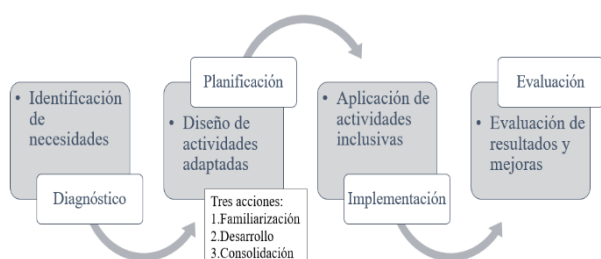 • Identificación
de
necesidades
Diagnóstico
Planificación
• Diseño de
actividades
adaptadas
Tres acciones:
1.Familiarización
2.Desarrollo
3.Consolidación
• Aplicación de
actividades
inclusivas
Implementación
Evaluación
• Evaluación de
resultados y
mejoras